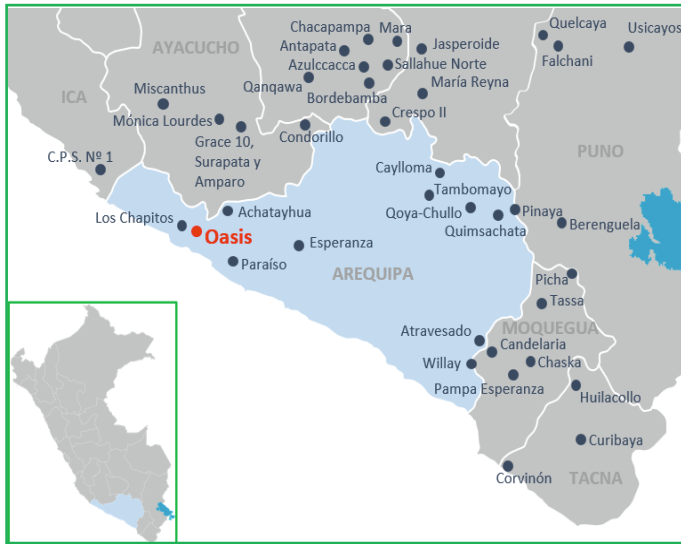 Chacapampa
Mara
Quelcaya
Usicayos
AYACUCHO
Antapata
Jasperoide
Falchani
Azulccacca
Sallahue Norte
Miscanthus
Qanqawa
María Reyna
ICA
Bordebamba
Mónica Lourdes
Crespo II
Grace 10,
Surapata y
Amparo
Condorillo
C.P.S. Nº 1
PUNO
Caylloma
Tambomayo
Los Chapitos
Achatayhua
Qoya-Chullo
Pinaya
Oasis
Quimsachata
Berenguela
Esperanza
Paraíso
AREQUIPA
Picha
Tassa
Atravesado
MOQUEGUA
Candelaria
Willay
Chaska
Pampa Esperanza
Huilacollo
Curibaya
Corvinón
TACNA